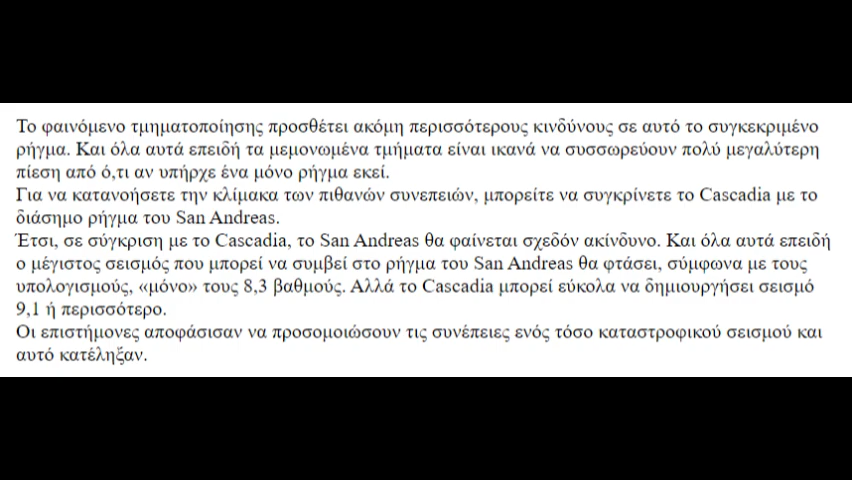 Το φαινόμενο τμηματοποίησης προσθέτει ακόμη περισσότερους κινδύνους σε αυτό το συγκεκριμένο
ρήγμα. Και όλα αυτά επειδή τα μεμονωμένα τμήματα είναι ικανά να συσσωρεύουν πολύ μεγαλύτερη
πίεση από ό,τι αν υπήρχε ένα μόνο ρήγμα εκεί.
Για να κατανοήσετε την κλίμακα των πιθανών συνεπειών, μπορείτε να συγκρίνετε το Cascadia με το
διάσημο ρήγμα του San Andreas.
Έτσι, σε σύγκριση με το Cascadia, το San Andreas θα φαίνεται σχεδόν ακίνδυνο. Και όλα αυτά επειδή
ο μέγιστος σεισμός που μπορεί να συμβεί στο ρήγμα του San Andreas θα φτάσει, σύμφωνα με τους
υπολογισμούς, «μόνο» τους 8,3 βαθμούς. Αλλά το Cascadia μπορεί εύκολα να δημιουργήσει σεισμό
9,1 ή περισσότερο.
Οι επιστήμονες αποφάσισαν να προσομοιώσουν τις συνέπειες ενός τόσο καταστροφικού σεισμού και
αυτό κατέληξαν.